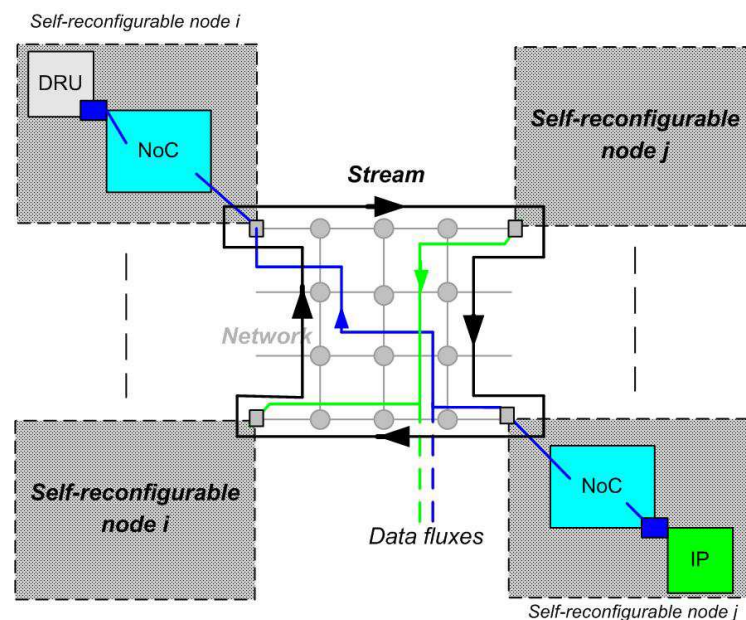 Self-reconfigurable node i
DRU
NoC
Self-reconfigurable
node j
Stream
Network
Self-reconfigurable
node i
NoC
IP
Data fluxes
Self-reconfigurable node j